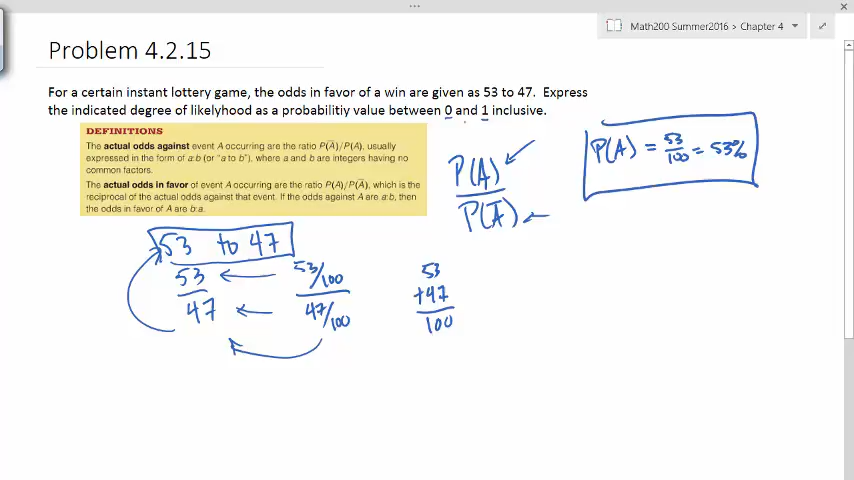 Math200 Summer2016 > Chapter 4
Problem 4.2.15
For a certain instant lottery game, the odds in favor of a win are given as 53 to 47. Express
the indicated degree of likelyhood as a probabilitiy value between 0 and 1 inclusive.
DEFINITIONS
The actual odds against event A occurring are the ratio P(A̅)/P(A), usually
expressed in the form of a:b (or "a to b"), where a and b are integers having no
common factors.
The actual odds in favor of event A occurring are the ratio P(A)/P(A̅), which is the
reciprocal of the actual odds against that event. If the odds against A are a:b, then
the odds in favor of A are b:a.
P(A)
P(A̅)
P(A) = 53/100 = 53%
53 to 47
53
47
53/100
47/100
53
+47
100